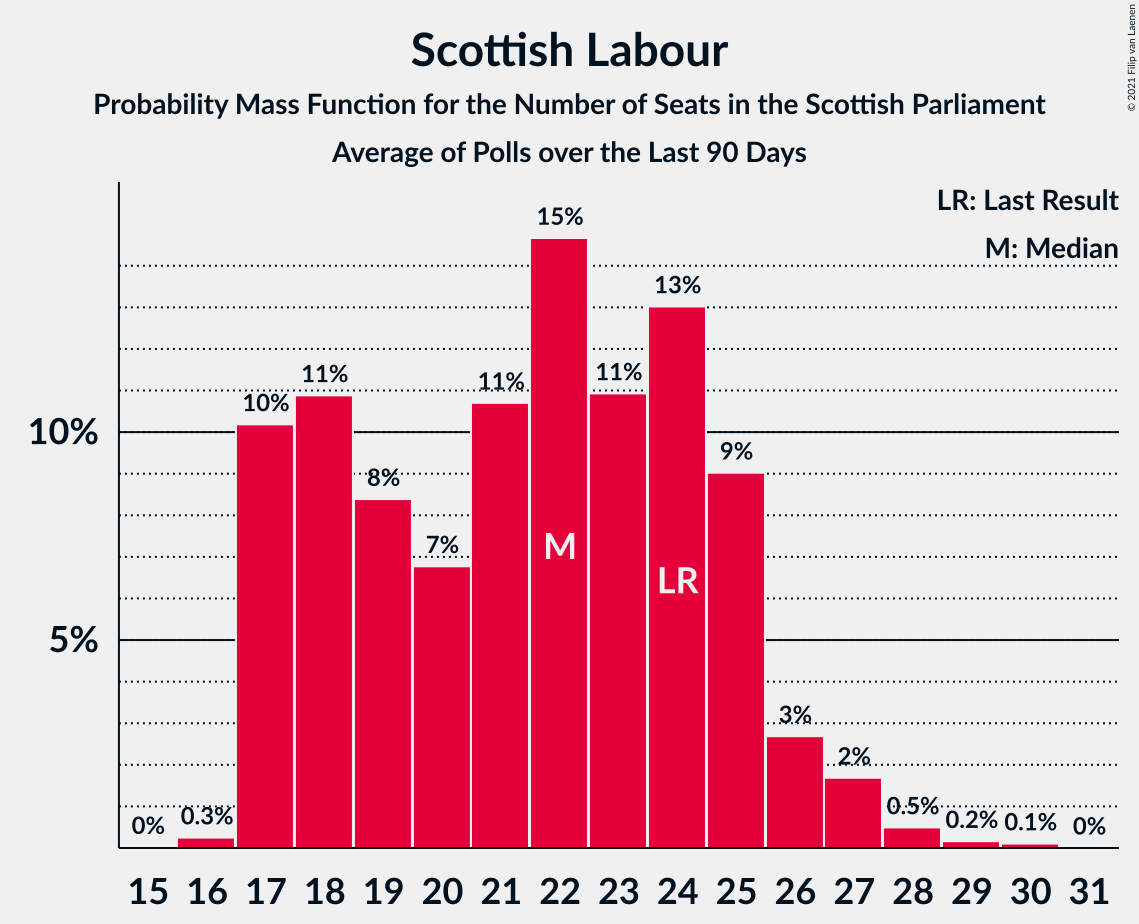 Scottish Labour
Probability Mass Function for the Number of Seats in the Scottish Parliament
Average of Polls over the Last 90 Days
© 2021 Filip van Laenen
LR: Last Result
M: Median
15%
13%
11%
11%
11%
10%
10%
9%
8%
7%
M
LR
5%
3%
2%
0.5%
0.3%
0.2%
0.1%
0%
0%
15 16 17 18 19 20 21 22 23 24 25 26 27 28 29 30 31